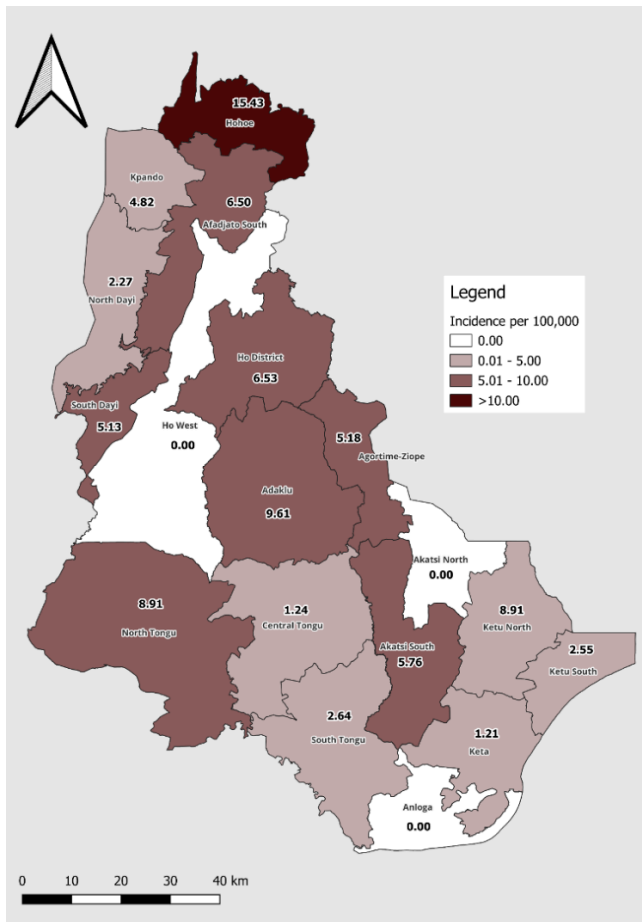 15.43
Hohoe
Kpando
4.82
6.50
Afadjato South
2.27
North Dayi
Legend
Incidence per 100,000
0.00
0.01 - 5.00
5.01 - 10.00
>10.00
Ho District
6.53
South Dayi
5.13
Ho West
0.00
5.18
Agortime-Ziope
Adaklu
9.61
Akatsi North
0.00
8.91
North Tongu
1.24
Central Tongu
Akatsi South
5.76
8.91
Ketu North
2.55
Ketu South
2.64
South Tongu
1.21
Keta
Anloga
0.00
0 10 20 30 40 km